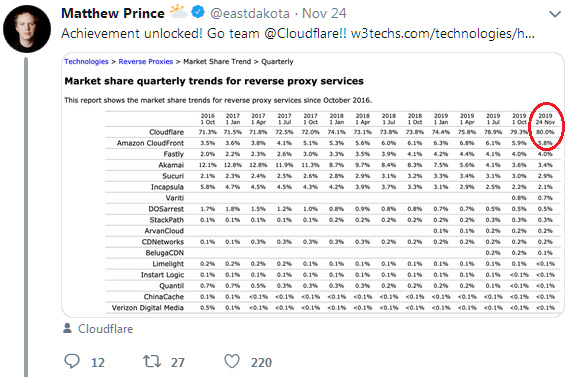 Matthew Prince @eastdakota · Nov 24
Achievement unlocked! Go team @Cloudflare!! w3techs.com/technologies/h...
Technologies > Reverse Proxies > Market Share Trend > Quarterly
Market share quarterly trends for reverse proxy services
This report shows the market share trends for reverse proxy services since October 2016.
2016 2017 2017 2017 2017 2018 2018 2018 2018 2019 2019 2019 2019 2019
1 Oct 1 Jan 1 Apr 1 Jul 1 Oct 1 Jan 1 Apr 1 Jul 1 Oct 1 Jan 1 Apr 1 Jul 1 Oct 24 Nov
Cloudflare 71.3% 71.5% 71.8% 72.5% 72.0% 74.1% 73.1% 73.8% 73.8% 74.4% 75.8% 78.9% 79.3% 80.0%
Amazon CloudFront 3.5% 3.6% 3.8% 4.1% 5.1% 5.3% 5.6% 6.0% 6.1% 6.3% 6.8% 6.1% 5.9% 5.8%
Fastly 2.0% 2.2% 2.3% 2.6% 3.0% 3.3% 3.5% 3.9% 4.1% 4.2% 4.4% 4.1% 4.0% 4.0%
Akamai 12.1% 12.8% 12.8% 11.9% 11.3% 8.7% 9.7% 8.4% 8.3% 7.5% 5.6% 4.1% 3.6% 3.4%
Sucuri 2.1% 2.3% 2.4% 2.5% 2.6% 2.8% 2.9% 3.1% 3.2% 3.3% 3.4% 3.1% 3.0% 2.9%
Incapsula 5.8% 4.7% 4.5% 4.5% 4.3% 4.2% 3.9% 3.7% 3.3% 3.1% 2.9% 2.5% 2.2% 2.1%
Variti 0.8% 0.7%
DOSarrest 1.7% 1.8% 1.5% 1.2% 1.0% 0.8% 0.9% 0.8% 0.8% 0.7% 0.7% 0.5% 0.5% 0.5%
StackPath 0.1% 0.1% 0.1% 0.1% 0.1% 0.2% 0.2% 0.2% 0.2% 0.2% 0.2% 0.3% 0.3% 0.3%
ArvanCloud 0.1% 0.1% 0.2% 0.2% 0.2%
CDNetworks 0.1% 0.1% 0.3% 0.3% 0.3% 0.3% 0.3% 0.2% 0.2% 0.2% 0.2% 0.2% 0.2% 0.2%
BelugaCDN 0.2% 0.2% 0.1%
Limelight 0.2% 0.2% 0.2% 0.2% 0.2% 0.1% 0.1% 0.1% 0.1% 0.1% 0.1% 0.1% 0.1% <0.1%
Instart Logic 0.1% 0.1% 0.1% 0.1% 0.1% 0.1% 0.1% 0.1% 0.1% 0.1% 0.1% 0.1% <0.1% <0.1%
Quantil 0.7% 0.7% 0.5% 0.3% 0.3% 0.3% 0.3% 0.2% 0.2% 0.1% 0.1% 0.1% <0.1% <0.1%
ChinaCache 0.1% 0.1% <0.1% <0.1% <0.1% <0.1% <0.1% <0.1% <0.1% <0.1% <0.1% <0.1% <0.1% <0.1%
Verizon Digital Media 0.5% 0.1% <0.1% <0.1% <0.1% <0.1% <0.1% <0.1% <0.1% <0.1% <0.1% <0.1% <0.1% <0.1%
Cloudflare
12 27 220